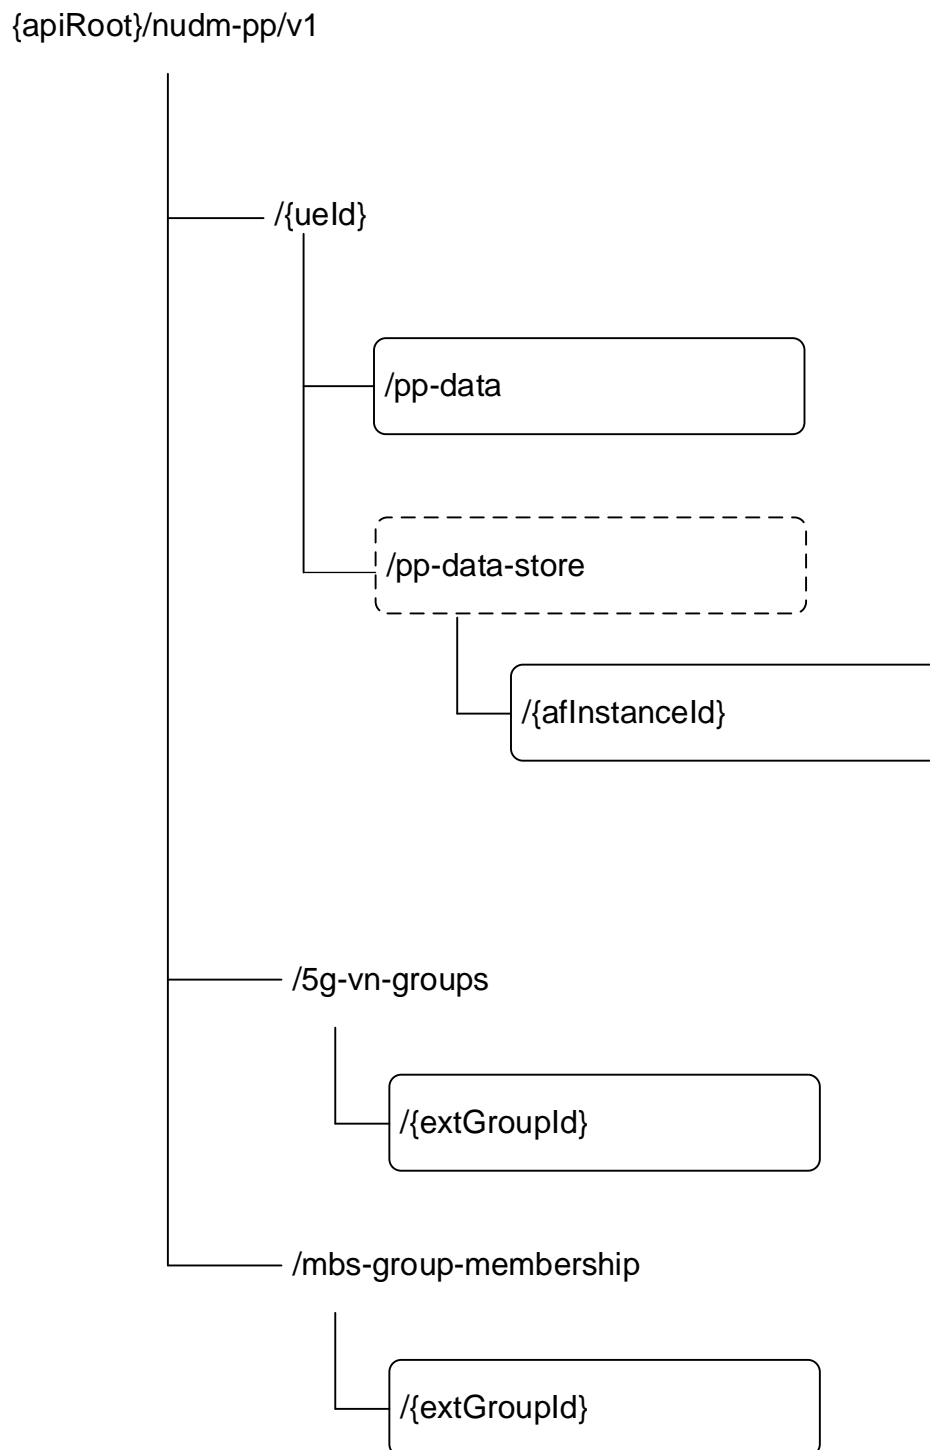 {apiRoot}/nudm-pp/v1
/{ueId}
/pp-data
/pp-data-store
/{afInstanceId}
/5g-vn-groups
/{extGroupId}
/mbs-group-membership
/{extGroupId}